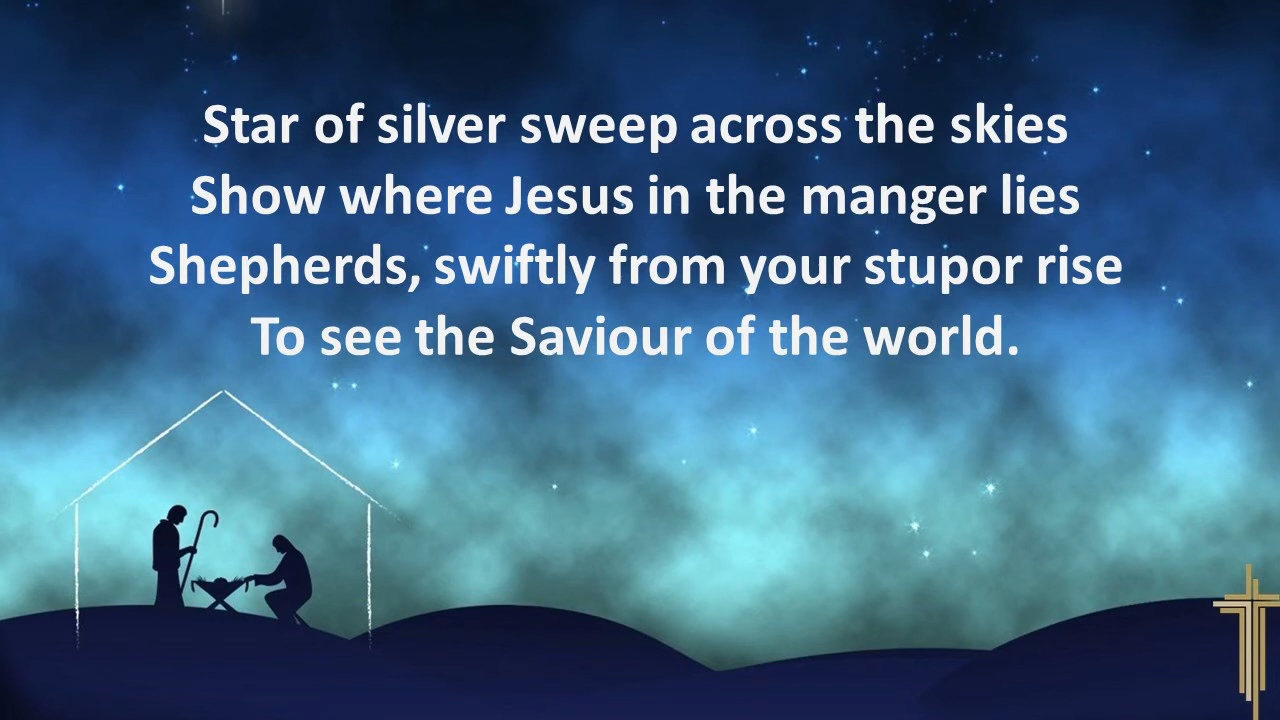 Star of silver sweep across the skies
Show where Jesus in the manger lies
Shepherds, swiftly from your stupor rise
To see the Saviour of the world.